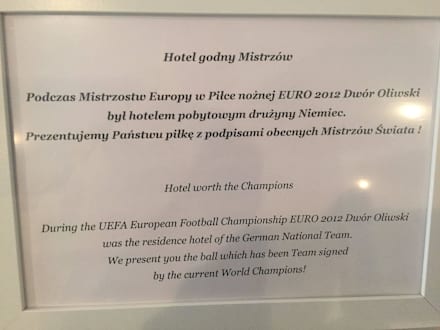 Hotel godny Mistrzów
Podczas Mistrzostw Europy w Piłce nożnej EURO 2012 Dwór Oliwski
był hotelem pobytowym drużyny Niemiec.
Prezentujemy Państwu piłkę z podpisami obecnych Mistrzów Świata !
Hotel worth the Champions
During the UEFA European Football Championship EURO 2012 Dwór Oliwski
was the residence hotel of the German National Team.
We present you the ball which has been Team signed
by the current World Champions!